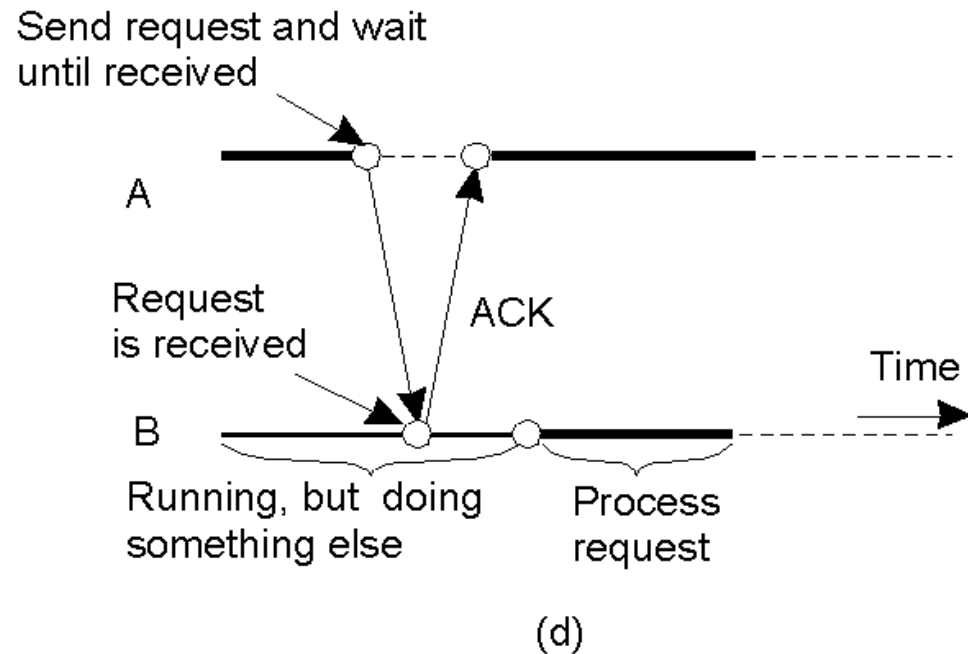 Send request and wait
until received
A
Request
is received
ACK
Time
B
Running, but doing
something else
Process
request
(d)